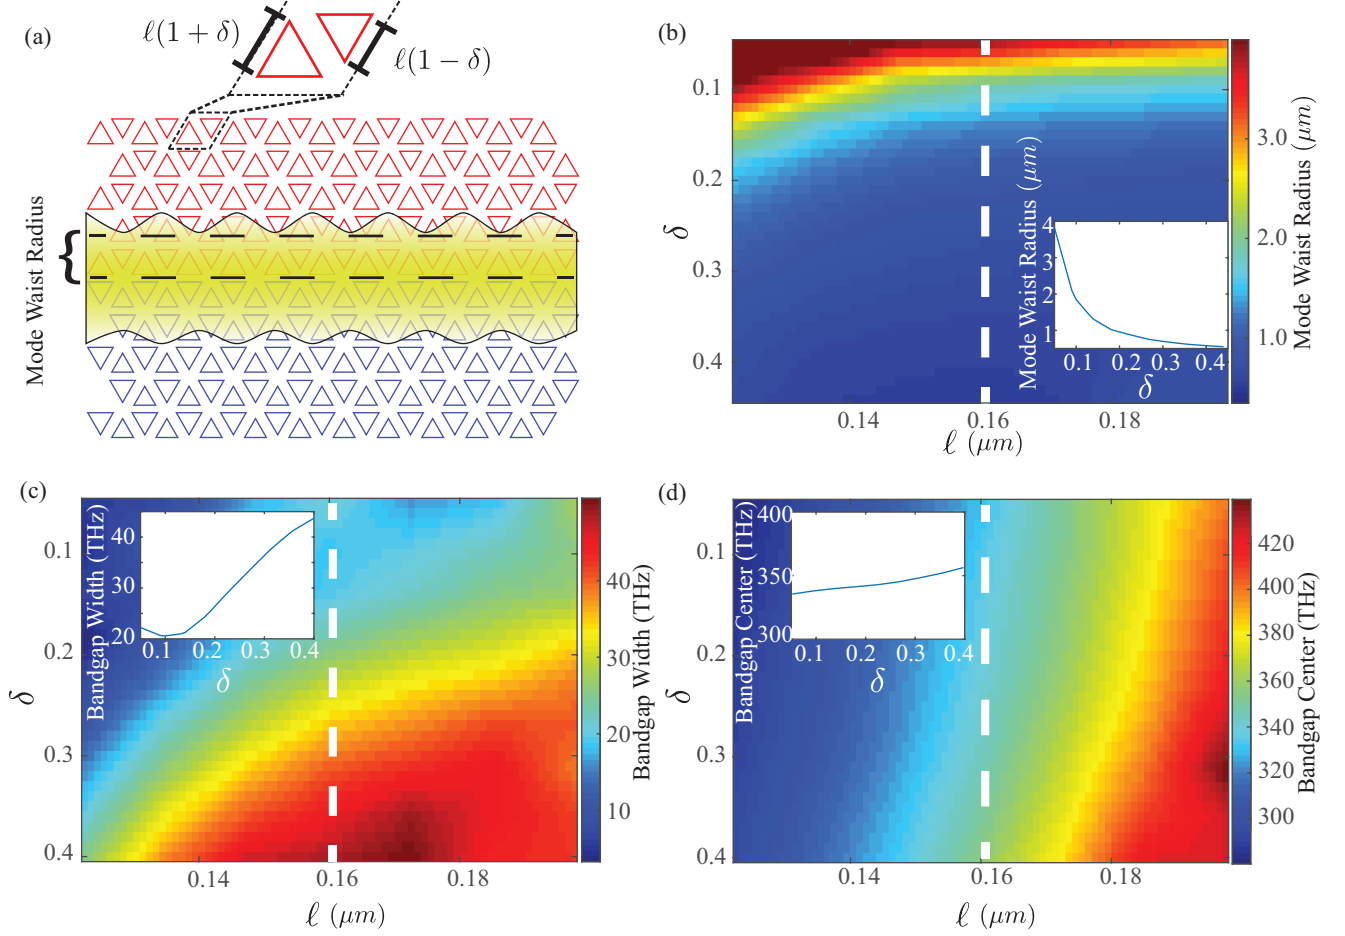 (a)
ℓ(1 + δ)
ℓ(1 − δ)
Mode Waist Radius
{
(b)
δ
0.1
0.2
0.3
0.4
0.14
0.16
0.18
ℓ (μm)
Mode Waist Radius (μm)
4
3
2
1
0.1
0.2
0.3
0.4
δ
3.0
2.0
1.0
Mode Waist Radius (μm)
(c)
δ
0.1
0.2
0.3
0.4
0.14
0.16
0.18
ℓ (μm)
Bandgap Width (THz)
40
30
20
0.1
0.2
0.3
0.4
δ
40
30
20
10
Bandgap Width (THz)
(d)
δ
0.1
0.2
0.3
0.4
0.14
0.16
0.18
ℓ (μm)
Bandgap Center (THz)
400
350
300
0.1
0.2
0.3
0.4
δ
420
400
380
360
340
320
300
Bandgap Center (THz)